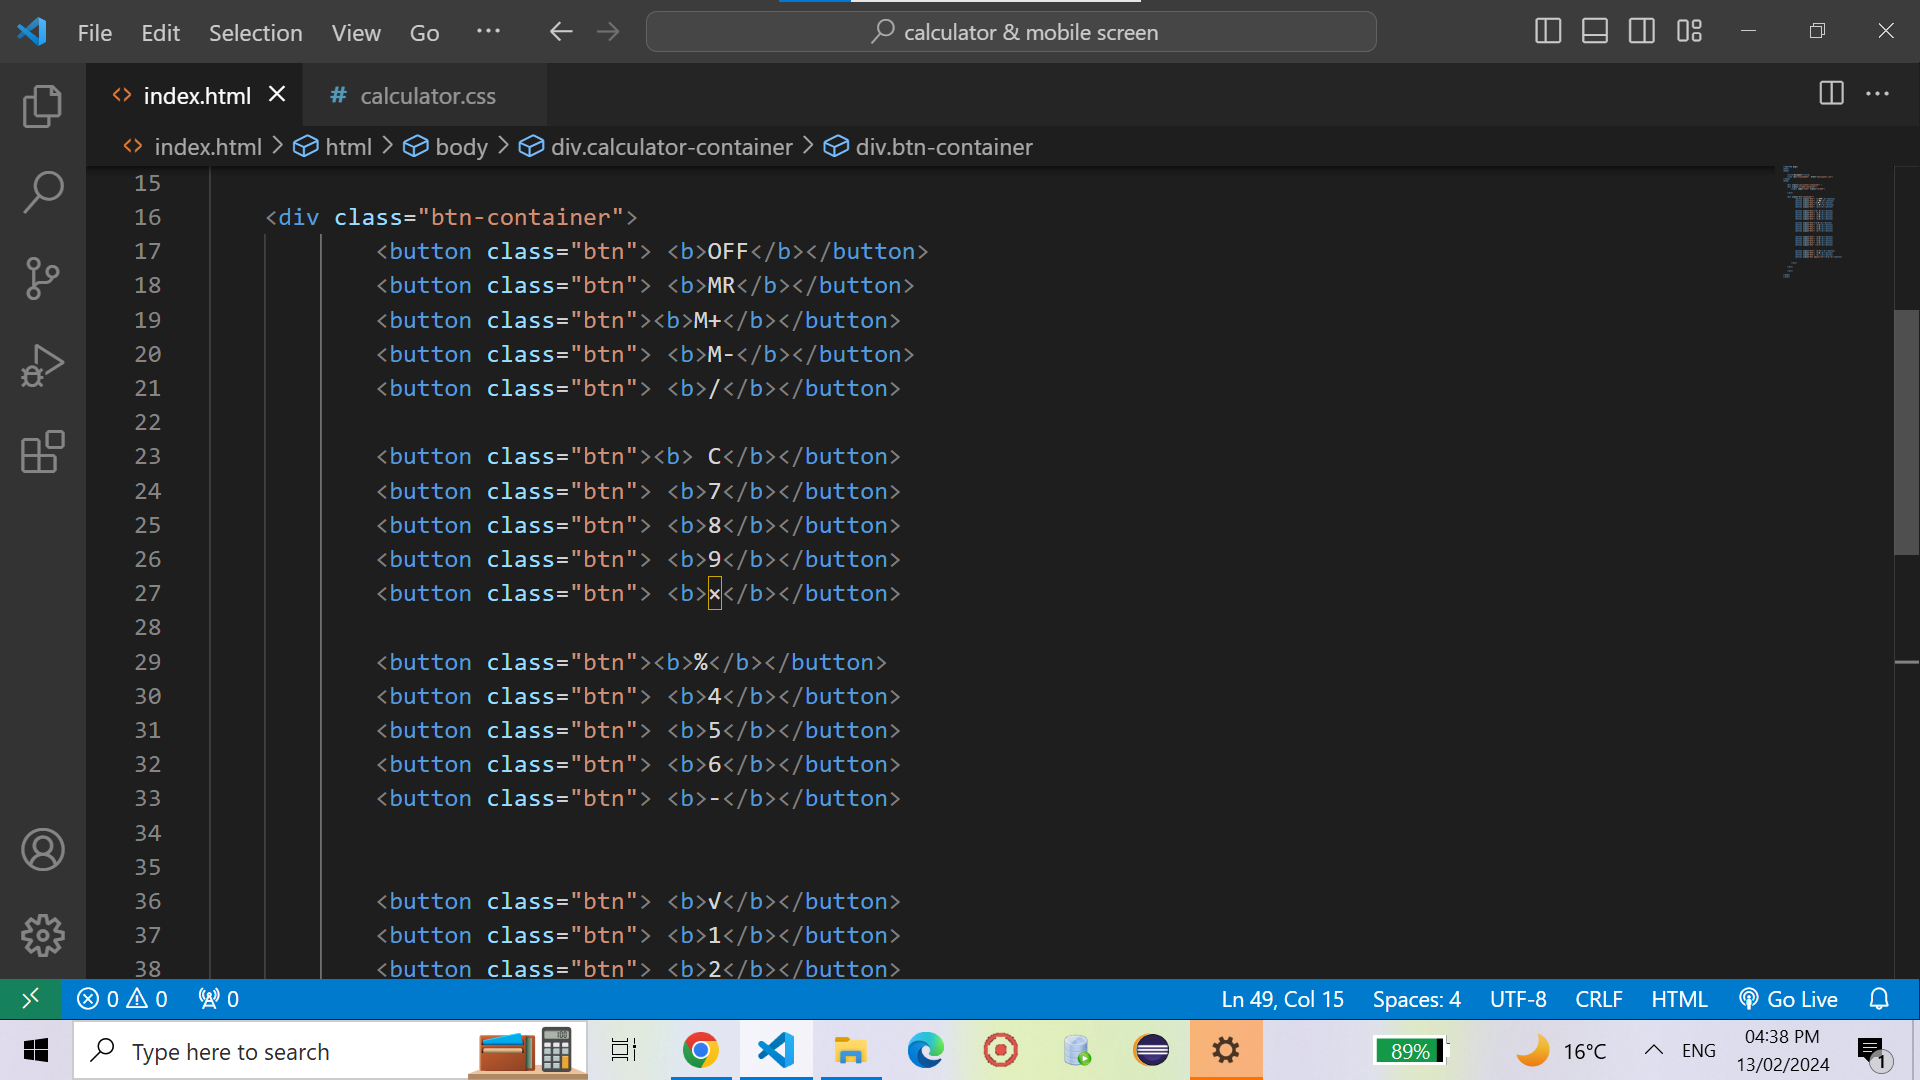 File Edit Selection View Go ··· calculator & mobile screen
index.html calculator.css
index.html > html > body > div.calculator-container > div.btn-container
15
16 <div class="btn-container">
17 <button class="btn"> <b>OFF</b></button>
18 <button class="btn"> <b>MR</b></button>
19 <button class="btn"><b>M+</b></button>
20 <button class="btn"> <b>M-</b></button>
21 <button class="btn"> <b>/</b></button>
22
23 <button class="btn"><b> C</b></button>
24 <button class="btn"> <b>7</b></button>
25 <button class="btn"> <b>8</b></button>
26 <button class="btn"> <b>9</b></button>
27 <button class="btn"> <b>×</b></button>
28
29 <button class="btn"><b>%</b></button>
30 <button class="btn"> <b>4</b></button>
31 <button class="btn"> <b>5</b></button>
32 <button class="btn"> <b>6</b></button>
33 <button class="btn"> <b>-</b></button>
34
35
36 <button class="btn"> <b>√</b></button>
37 <button class="btn"> <b>1</b></button>
38 <button class="btn"> <b>2</b></button>
0 0 0 Ln 49, Col 15 Spaces: 4 UTF-8 CRLF HTML Go Live
Type here to search 89% 16°C ENG 04:38 PM
13/02/2024 1